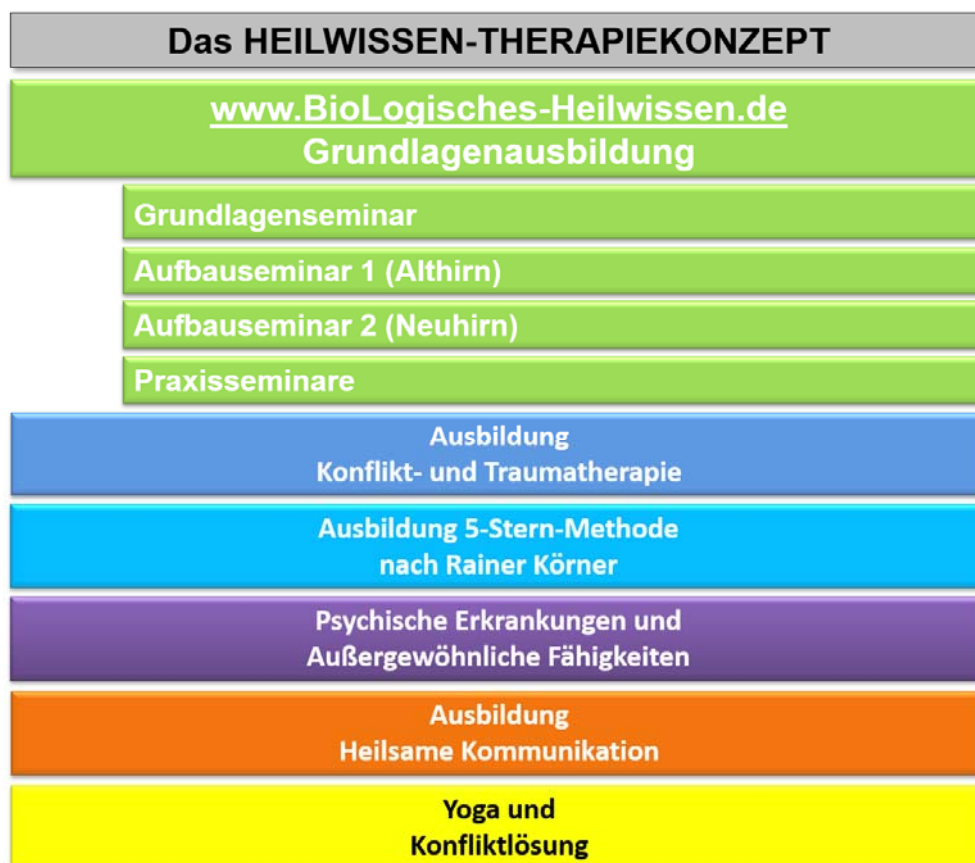 Das HEILWISSEN-THERAPIEKONZEPT
www.BioLogisches-Heilwissen.de
Grundlagenausbildung
Grundlagenseminar
Aufbauseminar 1 (Althirn)
Aufbauseminar 2 (Neuhirn)
Praxisseminare
Ausbildung
Konflikt- und Traumatherapie
Ausbildung 5-Stern-Methode
nach Rainer Körner
Psychische Erkrankungen und
Außergewöhnliche Fähigkeiten
Ausbildung
Heilsame Kommunikation
Yoga und
Konfliktlösung